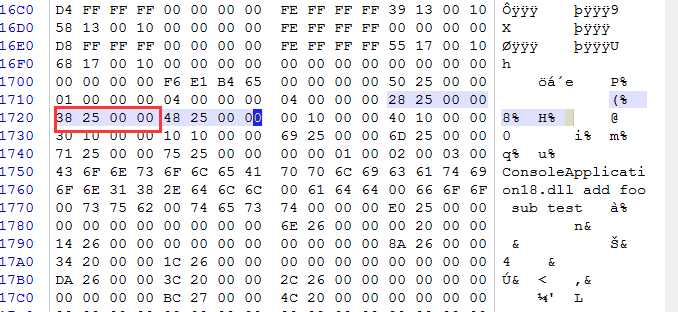 16C0 D4 FF FF FF 00 00 00 00 FE FF FF FF 39 13 00 10 Ôÿÿÿ þÿÿÿ9
16D0 58 13 00 10 00 00 00 00 FE FF FF FF 00 00 00 00 X þÿÿÿ
16E0 D8 FF FF FF 00 00 00 00 FE FF FF FF 55 17 00 10 Øÿÿÿ þÿÿÿU
16F0 68 17 00 10 00 00 00 00 00 00 00 00 00 00 00 00 h
1700 00 00 00 00 F6 E1 B4 65 00 00 00 00 50 25 00 00 öá´e P%
1710 01 00 00 00 04 00 00 00 04 00 00 00 28 25 00 00 (%
1720 38 25 00 00 48 25 00 00 00 10 00 00 40 10 00 00 8% H% @
1730 30 10 00 00 10 10 00 00 69 25 00 00 6D 25 00 00 0 i% m%
1740 71 25 00 00 75 25 00 00 00 00 01 00 02 00 03 00 q% u%
1750 43 6F 6E 73 6F 6C 65 41 70 70 6C 69 63 61 74 69 ConsoleApplicati
1760 6F 6E 31 38 2E 64 6C 6C 00 61 64 64 00 66 6F 6F on18.dll add foo
1770 00 73 75 62 00 74 65 73 74 00 00 00 E0 25 00 00 sub test à%
1780 00 00 00 00 00 00 00 00 6E 26 00 00 00 20 00 00 n&
1790 14 26 00 00 00 00 00 00 00 00 00 00 8A 26 00 00 & Š&
17A0 34 20 00 00 1C 26 00 00 00 00 00 00 00 00 00 00 4 &
17B0 DA 26 00 00 3C 20 00 00 2C 26 00 00 00 00 00 00 Ú& < ,&
17C0 00 00 00 00 BC 27 00 00 4C 20 00 00 00 00 00 00 ¼' L